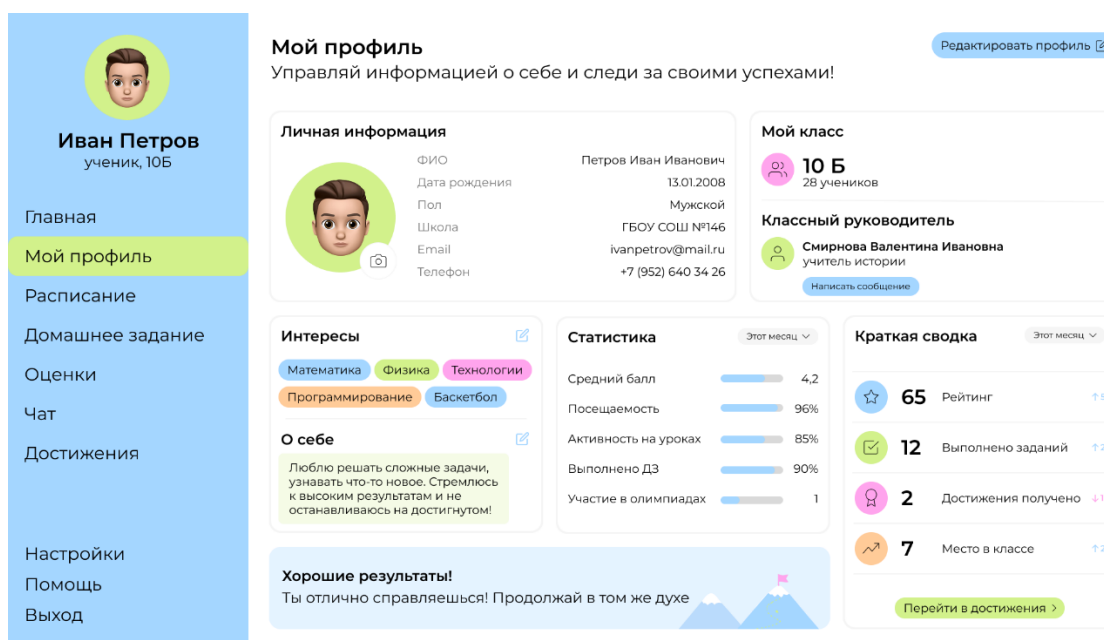 Иван Петров
ученик, 10Б
Главная
Мой профиль
Расписание
Домашнее задание
Оценки
Чат
Достижения
Настройки
Помощь
Выход
Мой профиль
Управляй информацией о себе и следи за своими успехами!
Редактировать профиль
Личная информация
ФИО Петров Иван Иванович
Дата рождения 13.01.2008
Пол Мужской
Школа ГБОУ СОШ №146
Email ivanpetrov@mail.ru
Телефон +7 (952) 640 34 26
Мой класс
10 Б
28 учеников
Классный руководитель
Смирнова Валентина Ивановна
учитель истории
Написать сообщение
Интересы
Математика Физика Технологии
Программирование Баскетбол
О себе
Люблю решать сложные задачи,
узнавать что-то новое. Стремлюсь
к высоким результатам и не
останавливаюсь на достигнутом!
Статистика Этот месяц
Средний балл 4,2
Посещаемость 96%
Активность на уроках 85%
Выполнено ДЗ 90%
Участие в олимпиадах 1
Краткая сводка Этот месяц
65 Рейтинг
12 Выполнено заданий
2 Достижения получено
7 Место в классе
Перейти в достижения >
Хорошие результаты!
Ты отлично справляешься! Продолжай в том же духе